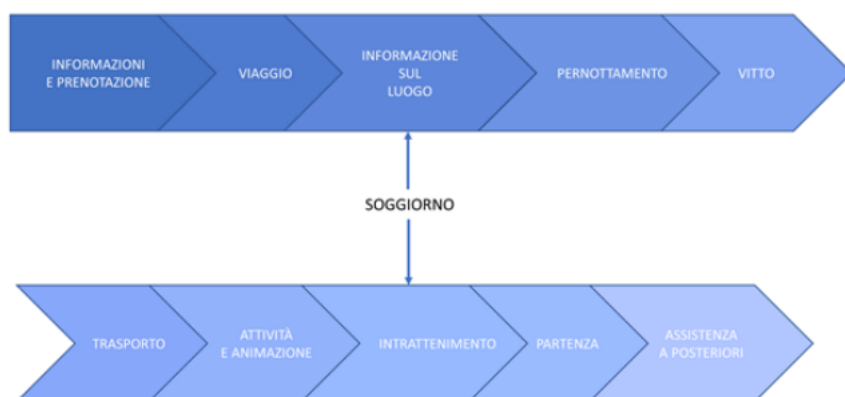 INFORMAZIONI
E PRENOTAZIONE
VIAGGIO
INFORMAZIONE
SUL
LUOGO
PERNOTTAMENTO
VITTO
SOGGIORNO
TRASPORTO
ATTIVITÀ
E ANIMAZIONE
INTRATTENIMENTO
PARTENZA
ASSISTENZA
A POSTERIORI